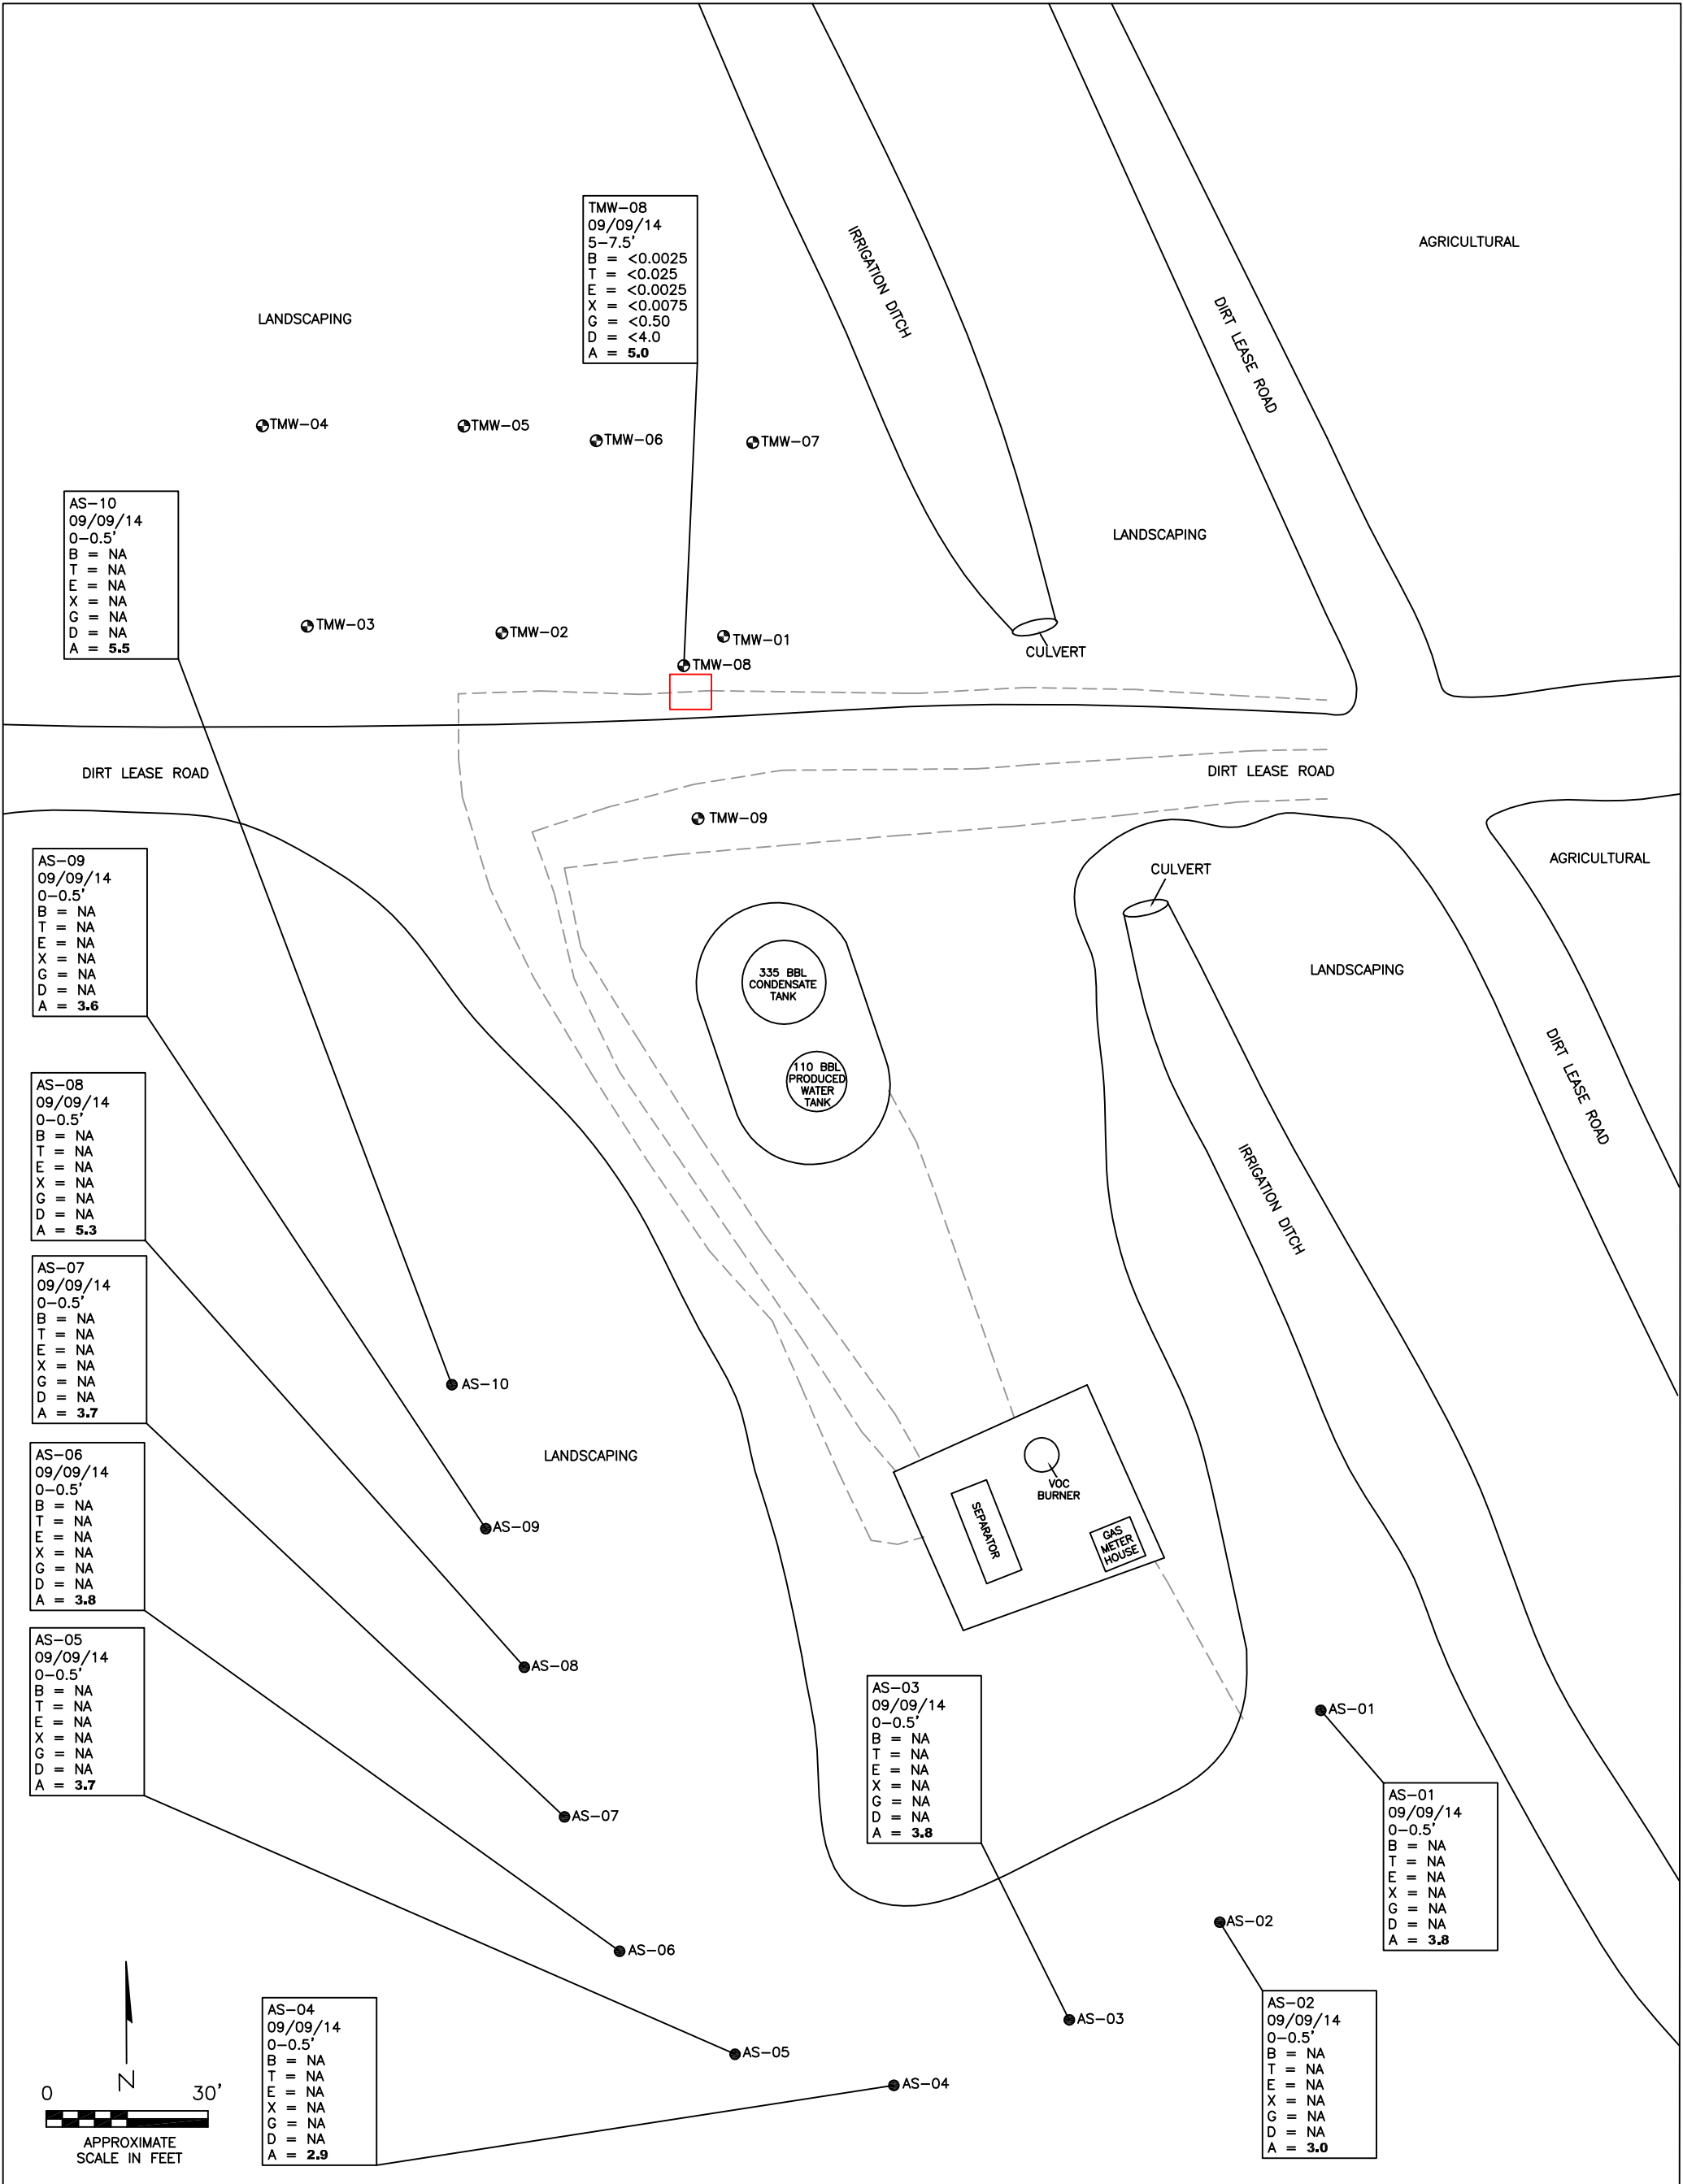 TMW-08
09/09/14
5-7.5'
B = <0.0025
T = <0.025
E = <0.0025
X = <0.0075
G = <0.50
D = <4.0
A = 5.0
IRRIGATION DITCH
DIRT LEASE ROAD
AGRICULTURAL
LANDSCAPING
TMW-04
TMW-05
TMW-06
TMW-07
AS-10
09/09/14
0-0.5'
B = NA
T = NA
E = NA
X = NA
G = NA
D = NA
A = 5.5
LANDSCAPING
TMW-03
TMW-02
TMW-01
CULVERT
TMW-08
DIRT LEASE ROAD
DIRT LEASE ROAD
TMW-09
AS-09
09/09/14
0-0.5'
B = NA
T = NA
E = NA
X = NA
G = NA
D = NA
A = 3.6
CULVERT
AGRICULTURAL
335 BBL
CONDENSATE
TANK
LANDSCAPING
110 BBL
PRODUCED
WATER
TANK
DIRT LEASE ROAD
IRRIGATION DITCH
AS-08
09/09/14
0-0.5'
B = NA
T = NA
E = NA
X = NA
G = NA
D = NA
A = 5.3
AS-07
09/09/14
0-0.5'
B = NA
T = NA
E = NA
X = NA
G = NA
D = NA
A = 3.7
AS-10
LANDSCAPING
VOC
BURNER
SEPARATOR
GAS
METER
HOUSE
AS-06
09/09/14
0-0.5'
B = NA
T = NA
E = NA
X = NA
G = NA
D = NA
A = 3.8
AS-09
AS-05
09/09/14
0-0.5'
B = NA
T = NA
E = NA
X = NA
G = NA
D = NA
A = 3.7
AS-08
AS-03
09/09/14
0-0.5'
B = NA
T = NA
E = NA
X = NA
G = NA
D = NA
A = 3.8
AS-01
AS-07
AS-01
09/09/14
0-0.5'
B = NA
T = NA
E = NA
X = NA
G = NA
D = NA
A = 3.8
AS-02
AS-06
AS-04
09/09/14
0-0.5'
B = NA
T = NA
E = NA
X = NA
G = NA
D = NA
A = 2.9
AS-03
AS-02
09/09/14
0-0.5'
B = NA
T = NA
E = NA
X = NA
G = NA
D = NA
A = 3.0
AS-05
AS-04
N
0 30'
APPROXIMATE
SCALE IN FEET